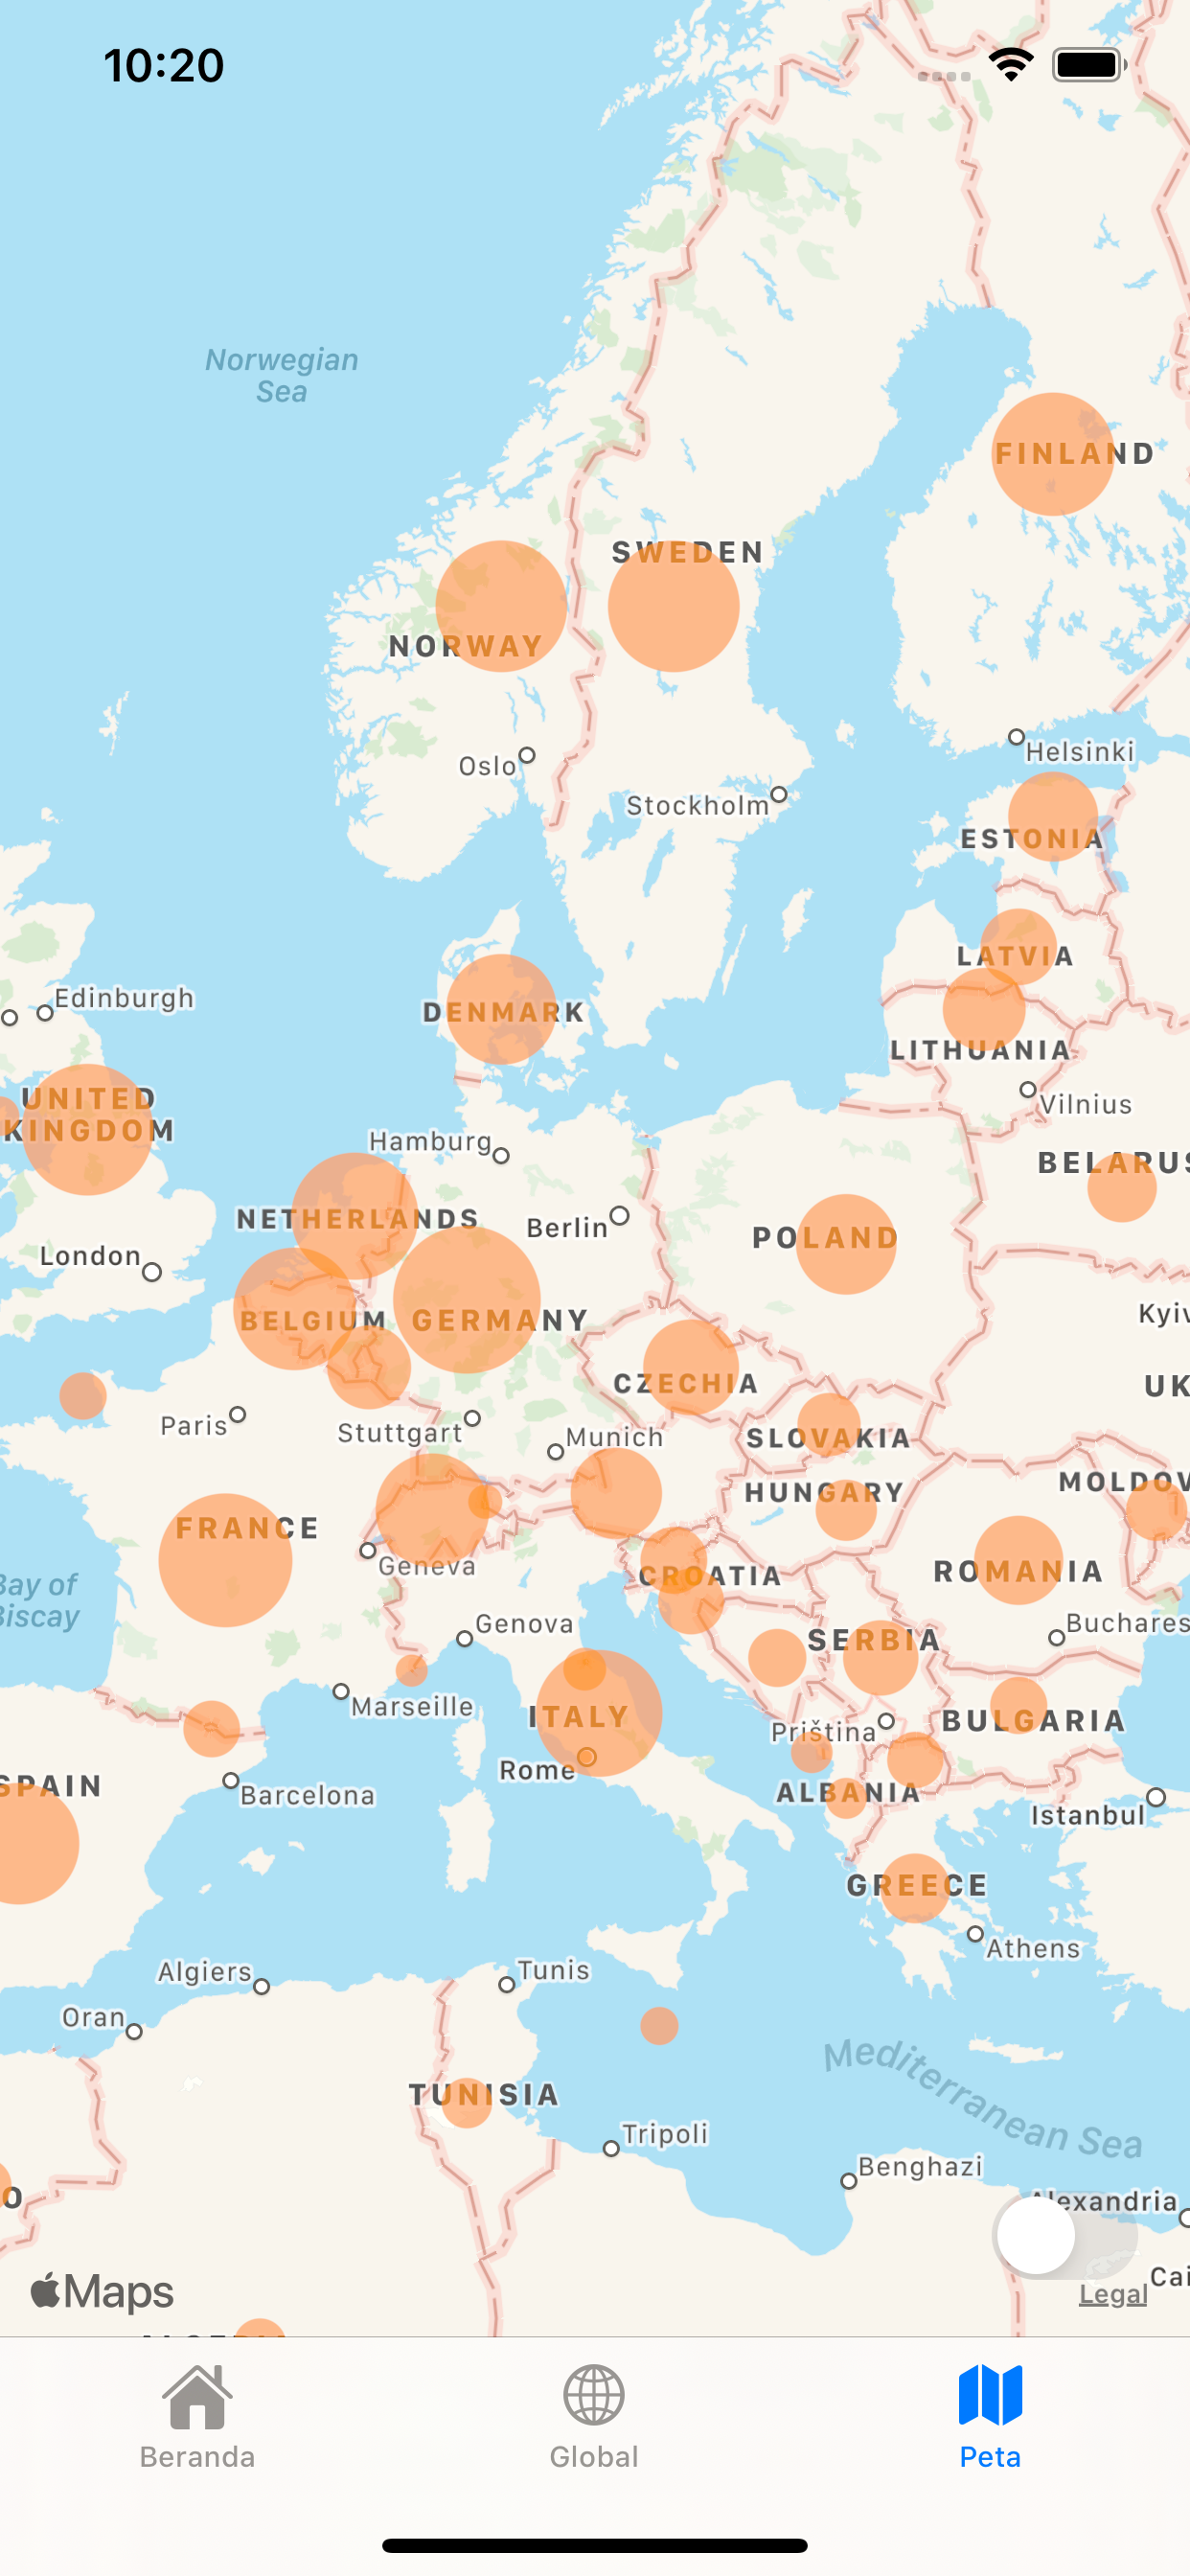 10:20
Norwegian
Sea
FINLAND
SWEDEN
NORWAY
Oslo
Helsinki
Stockholm
ESTONIA
LATVIA
Edinburgh
DENMARK
LITHUANIA
UNITED
KINGDOM
Vilnius
Hamburg
BELARUS
NETHERLANDS
Berlin
POLAND
London
Kyiv
BELGIUM
GERMANY
CZECHIA
UK
Paris
Stuttgart
Munich
SLOVAKIA
MOLDOV
HUNGARY
FRANCE
Geneva
CROATIA
ROMANIA
Bay of
Biscay
Genova
Buchares
SERBIA
Marseille
ITALY
Priština
BULGARIA
Rome
SPAIN
Barcelona
ALBANIA
Istanbul
GREECE
Athens
Algiers
Tunis
Oran
Mediterranean Sea
TUNISIA
Tripoli
Benghazi
O
Alexandria
Cai
Maps
Legal
Beranda
Global
Peta